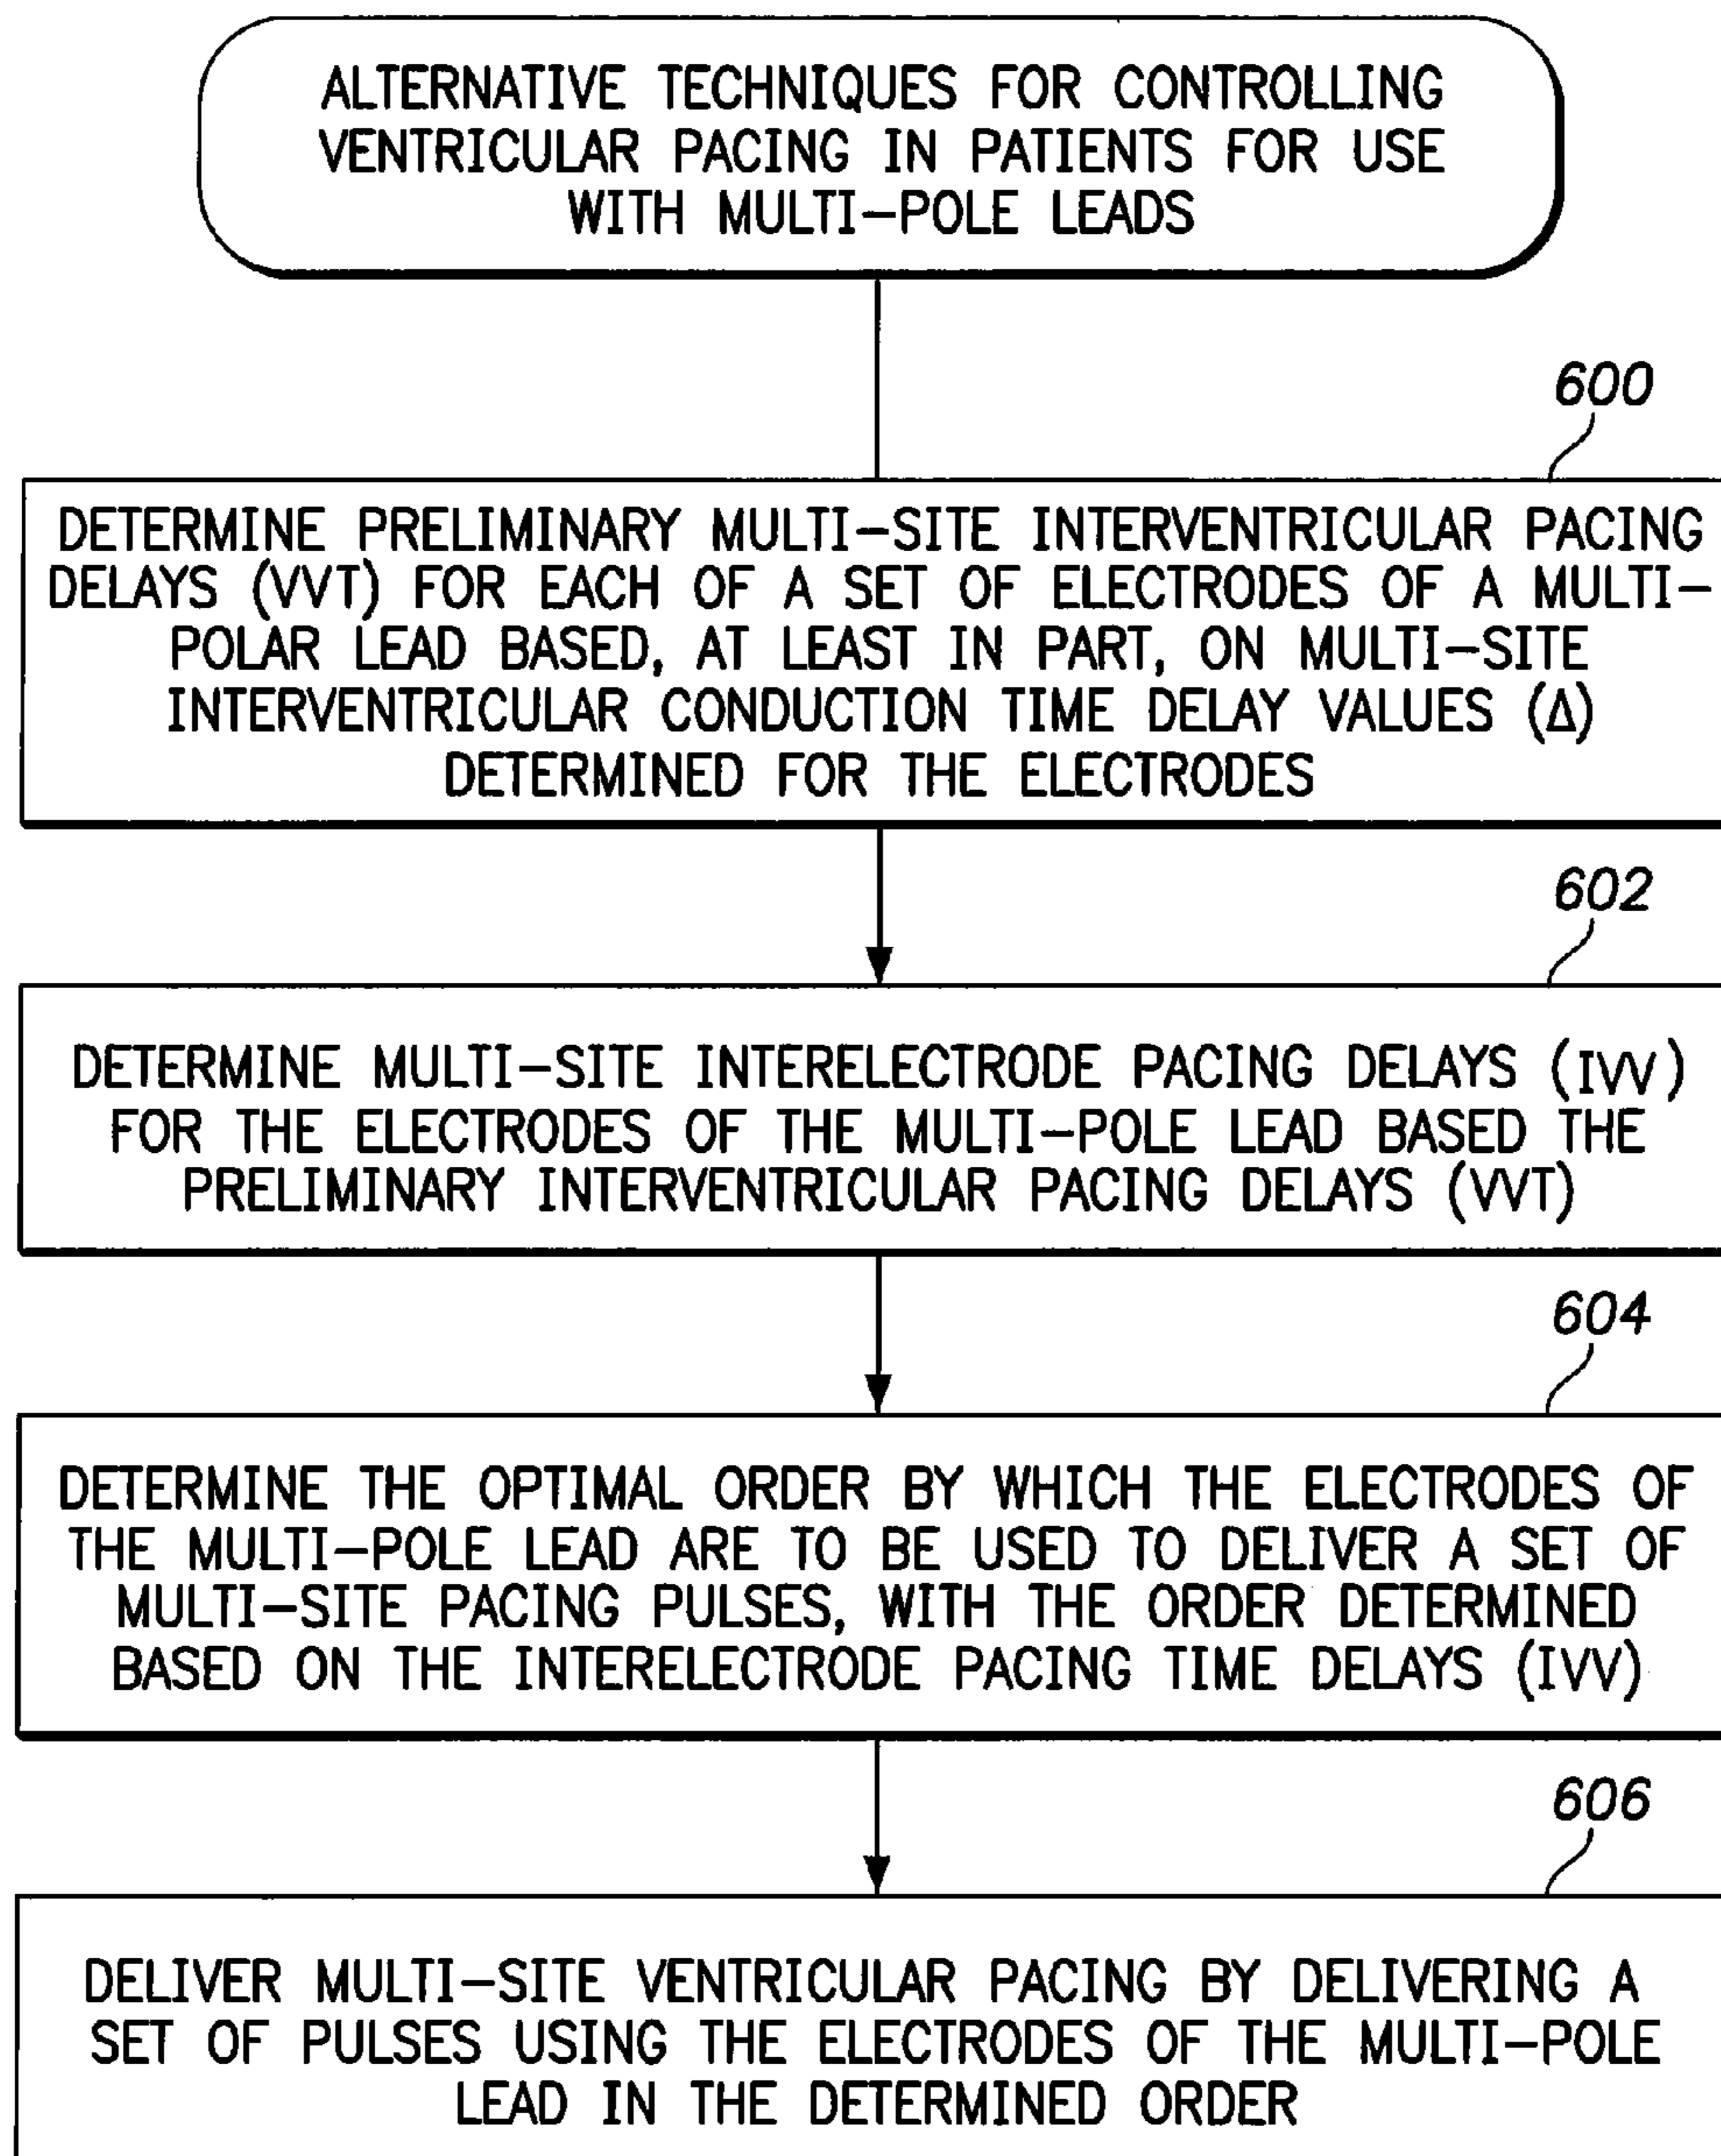 ALTERNATIVE TECHNIQUES FOR CONTROLLING
VENTRICULAR PACING IN PATIENTS FOR USE
WITH MULTI-POLE LEADS
600
DETERMINE PRELIMINARY MULTI-SITE INTERVENTRICULAR PACING
DELAYS (VVT) FOR EACH OF A SET OF ELECTRODES OF A MULTI-
POLAR LEAD BASED, AT LEAST IN PART, ON MULTI-SITE
INTERVENTRICULAR CONDUCTION TIME DELAY VALUES (Δ)
DETERMINED FOR THE ELECTRODES
602
DETERMINE MULTI-SITE INTERELECTRODE PACING DELAYS (IVV)
FOR THE ELECTRODES OF THE MULTI-POLE LEAD BASED THE
PRELIMINARY INTERVENTRICULAR PACING DELAYS (VVT)
604
DETERMINE THE OPTIMAL ORDER BY WHICH THE ELECTRODES OF
THE MULTI-POLE LEAD ARE TO BE USED TO DELIVER A SET OF
MULTI-SITE PACING PULSES, WITH THE ORDER DETERMINED
BASED ON THE INTERELECTRODE PACING TIME DELAYS (IVV)
606
DELIVER MULTI-SITE VENTRICULAR PACING BY DELIVERING A
SET OF PULSES USING THE ELECTRODES OF THE MULTI-POLE
LEAD IN THE DETERMINED ORDER